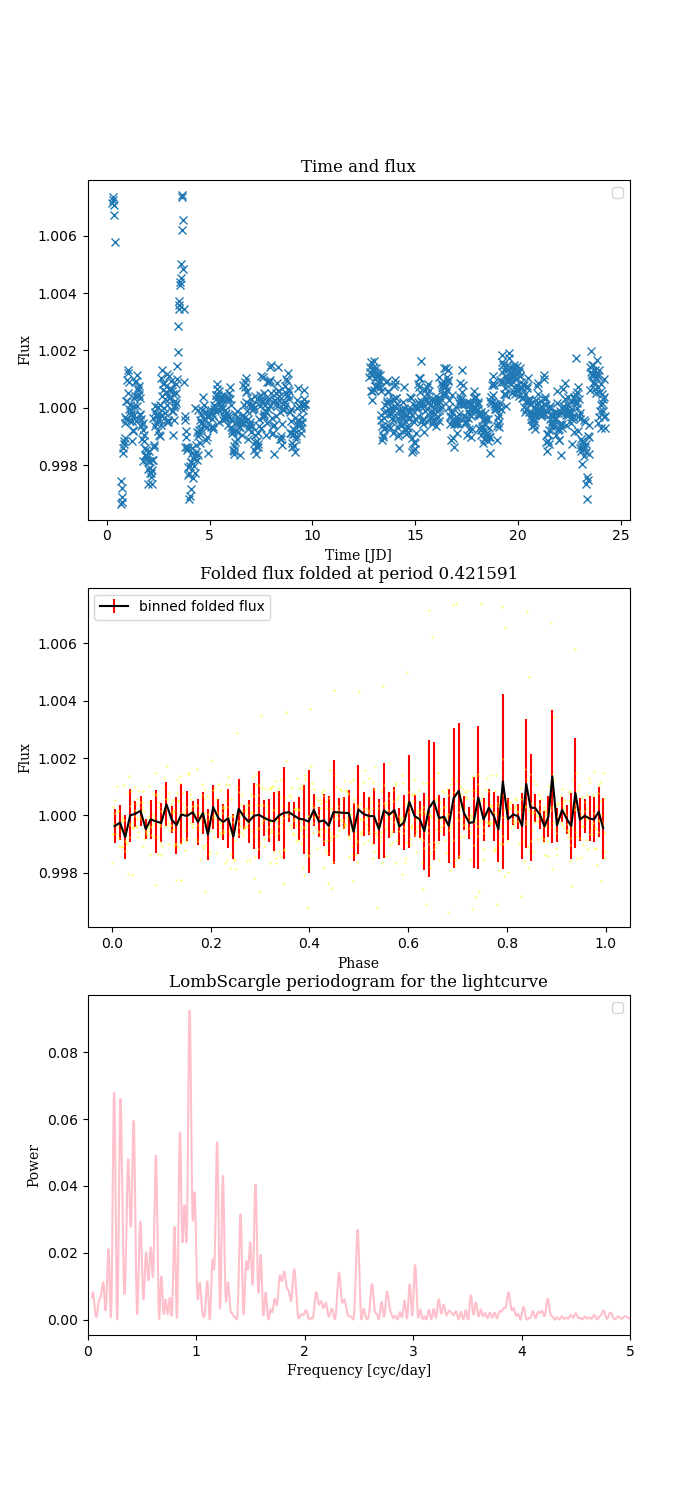 Time and flux
1.006
1.004
1.002
1.000
0.998
Flux
0 5 10 15 20 25
Time [JD]
Folded flux folded at period 0.421591
binned folded flux
1.006
1.004
1.002
1.000
0.998
Flux
0.0 0.2 0.4 0.6 0.8 1.0
Phase
LombScargle periodogram for the lightcurve
0.08
0.06
0.04
0.02
0.00
Power
0 1 2 3 4 5
Frequency [cyc/day]